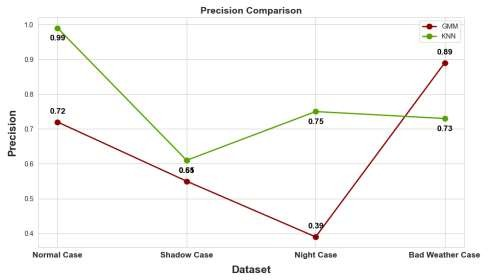 Precision Comparison
GMM
KNN
1.0
0.9
0.8
0.7
0.6
0.5
0.4
Precision
0.99
0.72
0.75
0.39
0.89
0.73
Normal Case
Shadow Case
Night Case
Bad Weather Case
Dataset